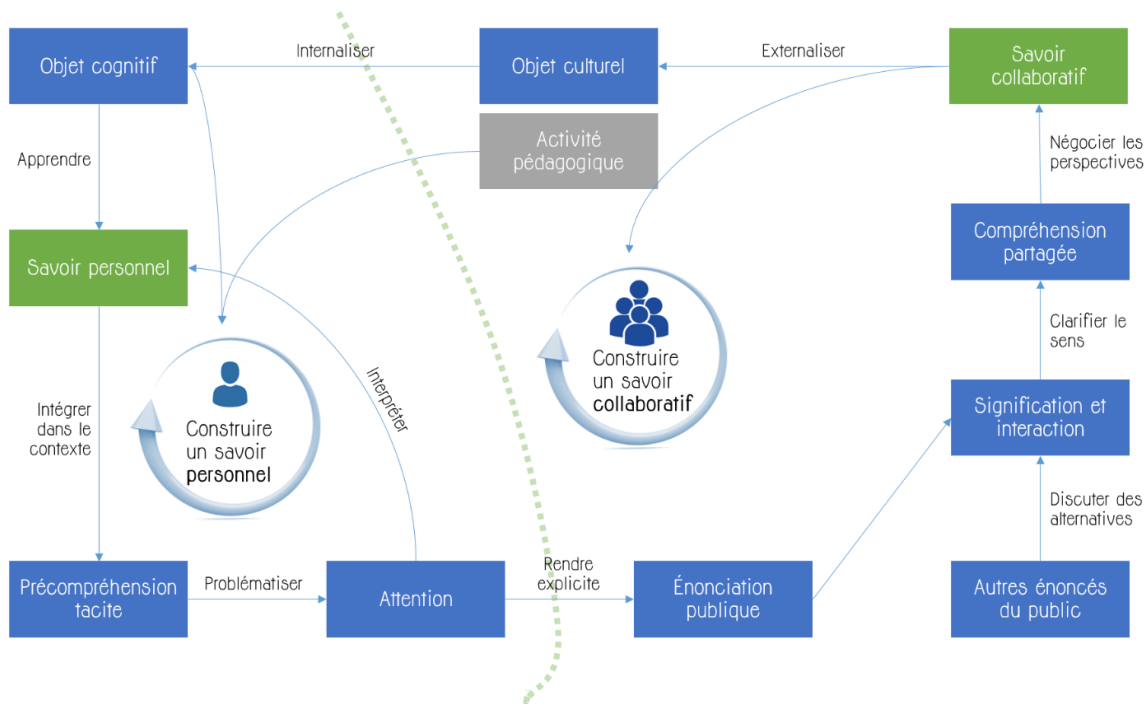 Objet cognitif
Internaliser
Objet culturel
Externaliser
Savoir
collaboratif
Activité
pédagogique
Apprendre
Négocier les
perspectives
Savoir personnel
Compréhension
partagée
Construire
un savoir
personnel
Construire
un savoir
collaboratif
Interpréter
Clarifier le
sens
Intégrer
dans le
contexte
Signification et
interaction
Discuter des
alternatives
Précompréhension
tacite
Problématiser
Attention
Rendre
explicite
Énonciation
publique
Autres énoncés
du public